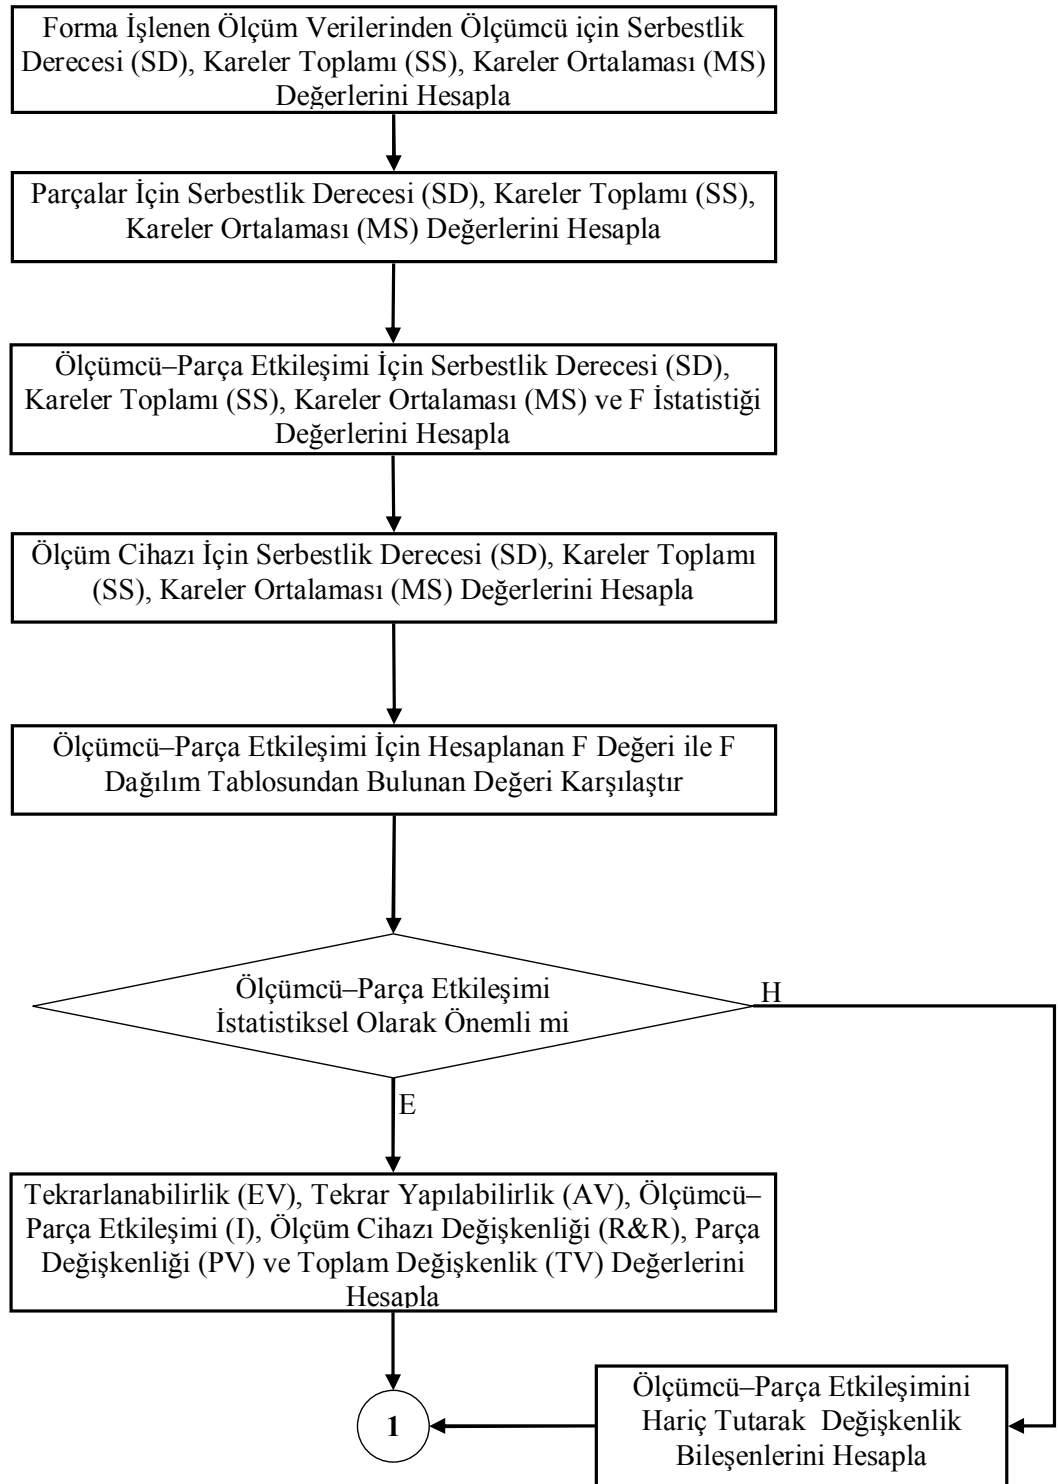 Forma İşlenen Ölçüm Verilerinden Ölçümcü için Serbestlik
Derecesi (SD), Kareler Toplamı (SS), Kareler Ortalaması (MS)
Değerlerini Hesapla
Parçalar İçin Serbestlik Derecesi (SD), Kareler Toplamı (SS),
Kareler Ortalaması (MS) Değerlerini Hesapla
Ölçümcü–Parça Etkileşimi İçin Serbestlik Derecesi (SD),
Kareler Toplamı (SS), Kareler Ortalaması (MS) ve F İstatistiği
Değerlerini Hesapla
Ölçüm Cihazı İçin Serbestlik Derecesi (SD), Kareler Toplamı
(SS), Kareler Ortalaması (MS) Değerlerini Hesapla
Ölçümcü–Parça Etkileşimi İçin Hesaplanan F Değeri ile F
Dağılım Tablosundan Bulunan Değeri Karşılaştır
Ölçümcü–Parça Etkileşimi
İstatistiksel Olarak Önemli mi
H
E
Tekrarlanabilirlik (EV), Tekrar Yapılabilirlik (AV), Ölçümcü–
Parça Etkileşimi (I), Ölçüm Cihazı Değişkenliği (R&R), Parça
Değişkenliği (PV) ve Toplam Değişkenlik (TV) Değerlerini
Hesapla
1
Ölçümcü–Parça Etkileşimini
Hariç Tutarak Değişkenlik
Bileşenlerini Hesapla